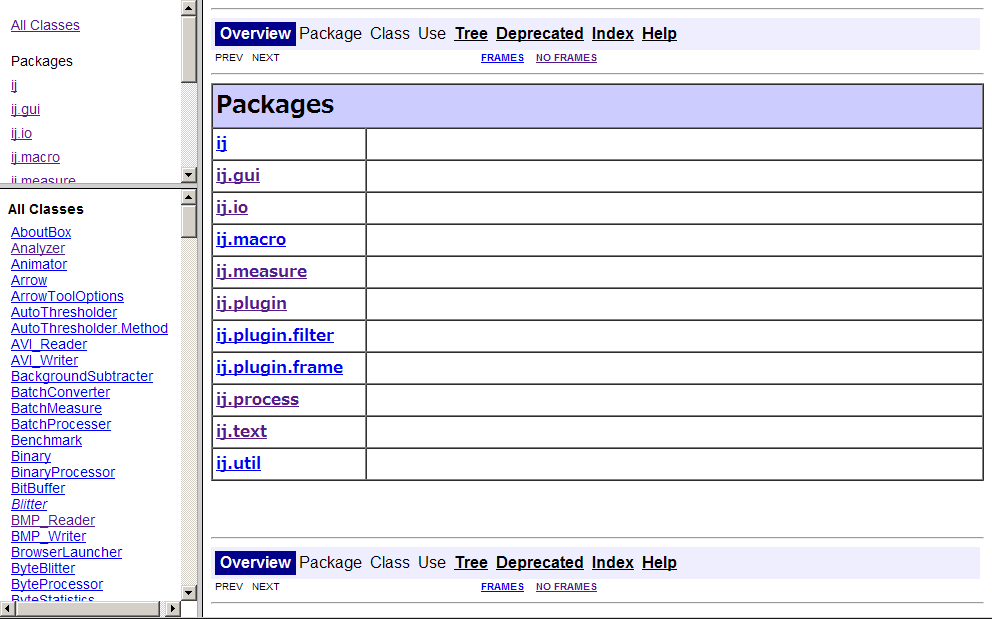 All Classes
Packages
ij
ij.gui
ij.io
ij.macro
ij.measure
All Classes
AboutBox
Analyzer
Animator
Arrow
ArrowToolOptions
AutoThresholder
AutoThresholder.Method
AVI_Reader
AVI_Writer
BackgroundSubtracter
BatchConverter
BatchMeasure
BatchProcesser
Benchmark
Binary
BinaryProcessor
BitBuffer
Blitter
BMP_Reader
BMP_Writer
BrowserLauncher
ByteBlitter
ByteProcessor
ByteStatistics
Overview Package Class Use Tree Deprecated Index Help
PREV NEXT FRAMES NO FRAMES
Packages
ij
ij.gui
ij.io
ij.macro
ij.measure
ij.plugin
ij.plugin.filter
ij.plugin.frame
ij.process
ij.text
ij.util
Overview Package Class Use Tree Deprecated Index Help
PREV NEXT FRAMES NO FRAMES